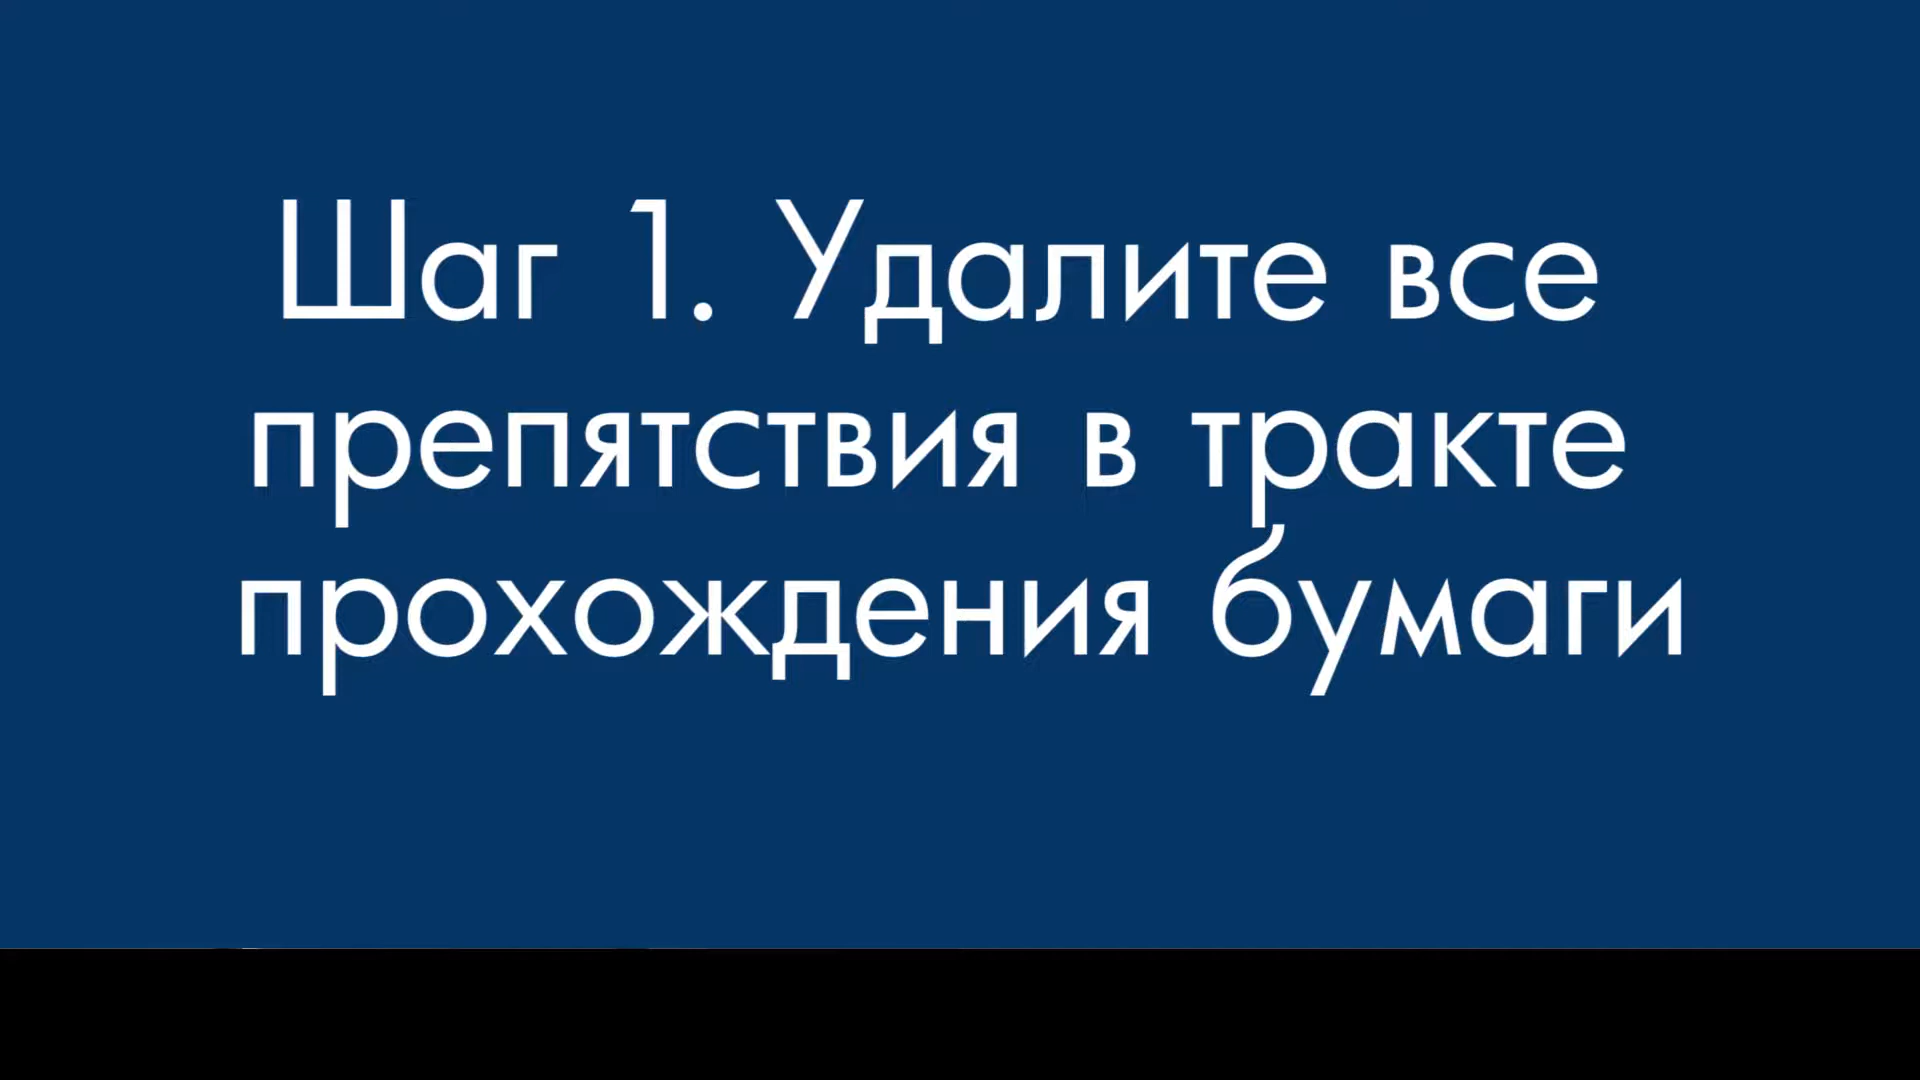 Шаг 1. Удалите все
препятствия в тракте
прохождения бумаги